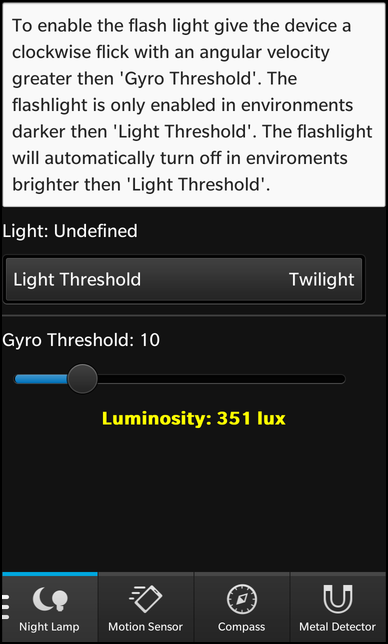 To enable the flash light give the device a
clockwise flick with an angular velocity
greater then 'Gyro Threshold'. The
flashlight is only enabled in environments
darker then 'Light Threshold'. The flashlight
will automatically turn off in enviroments
brighter then 'Light Threshold'.
Light: Undefined
Light Threshold Twilight
Gyro Threshold: 10
Luminosity: 351 lux
Night Lamp Motion Sensor Compass Metal Detector